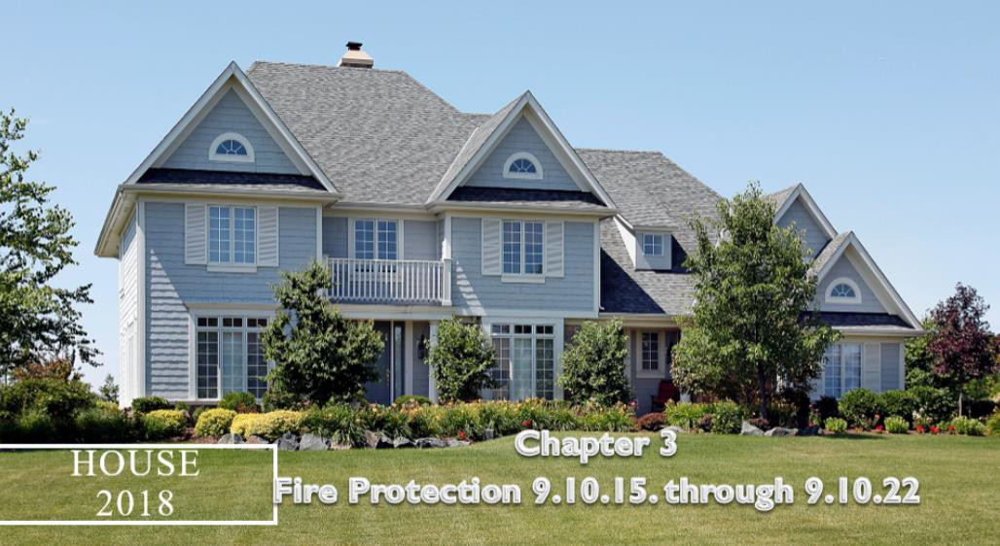 Chapter 3
Fire Protection 9.10.15. through 9.10.22
HOUSE
2018